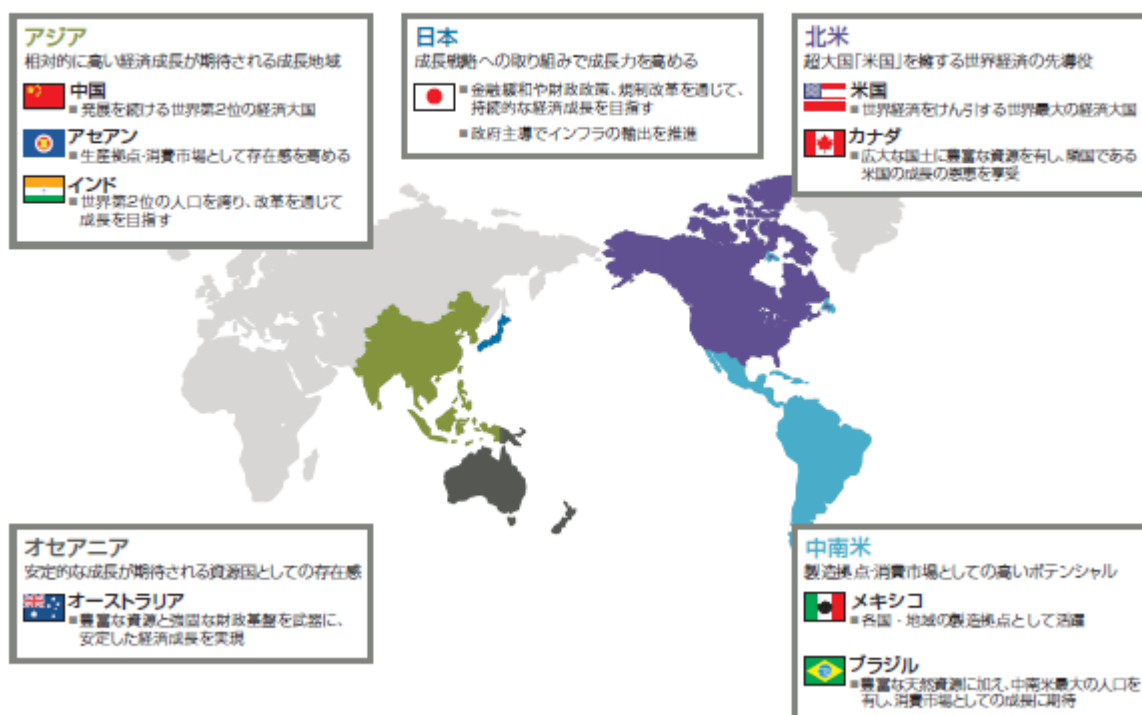 アジア
相対的に高い経済成長が期待される成長地域
中国
■発展を続ける世界第2位の経済大国
アセアン
■生産拠点・消費市場として存在感を高める
インド
■世界第2位の人口を誇り、改革を通じて
成長を目指す
日本
成長戦略への取り組みで成長力を高める
■金融緩和や財政政策、規制改革を通じて、
持続的な経済成長を目指す
■政府主導でインフラの輸出を推進
北米
超大国「米国」を擁する世界経済の先導役
米国
■世界経済をけん引する世界最大の経済大国
カナダ
■広大な国土に豊富な資源を有し、隣国である
米国の成長の恩恵を享受
オセアニア
安定的な成長が期待される資源国としての存在感
オーストラリア
■豊富な資源と強固な財政基盤を武器に、
安定した経済成長を実現
中南米
製造拠点・消費市場としての高いポテンシャル
メキシコ
■各国・地域の製造拠点として活躍
ブラジル
■豊富な天然資源に加え、中南米最大の人口を
有し、消費市場としての成長に期待